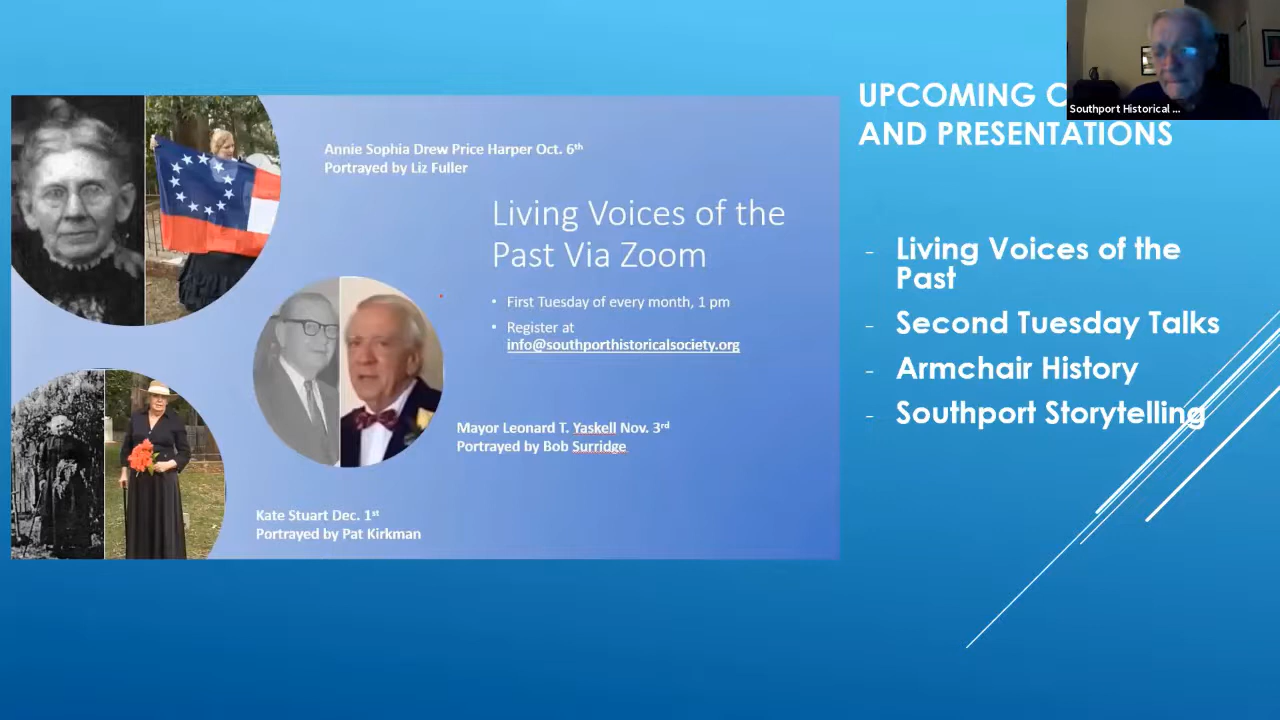 Southport Historical ...
UPCOMING
AND PRESENTATIONS
Annie Sophia Drew Price Harper Oct. 6th
Portrayed by Liz Fuller
Living Voices of the
Past Via Zoom
• First Tuesday of every month, 1 pm
• Register at
info@southporthistoricalsociety.org
Mayor Leonard T. Yaskell Nov. 3rd
Portrayed by Bob Surridge
Kate Stuart Dec. 1st
Portrayed by Pat Kirkman
- Living Voices of the
Past
- Second Tuesday Talks
- Armchair History
- Southport Storytelling